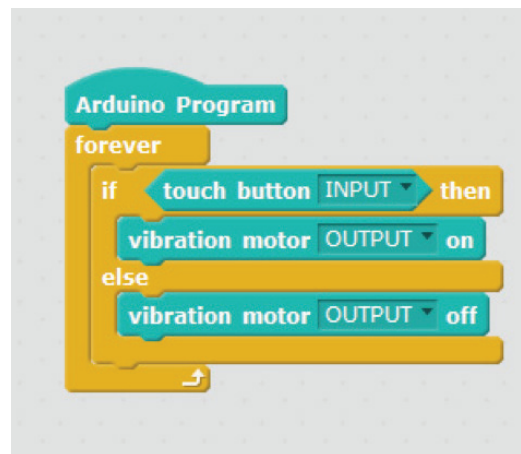 Arduino Program
forever
if touch button INPUT then
vibration motor OUTPUT on
else
vibration motor OUTPUT off